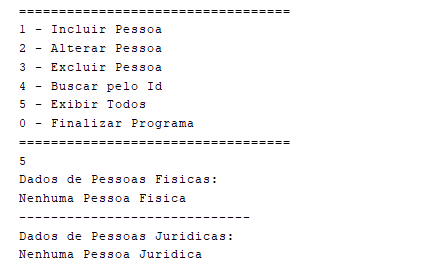 ==================================
1 - Incluir Pessoa
2 - Alterar Pessoa
3 - Excluir Pessoa
4 - Buscar pelo Id
5 - Exibir Todos
0 - Finalizar Programa
==================================
5
Dados de Pessoas Fisicas:
Nenhuma Pessoa Fisica
-----------------------------
Dados de Pessoas Juridicas:
Nenhuma Pessoa Juridica